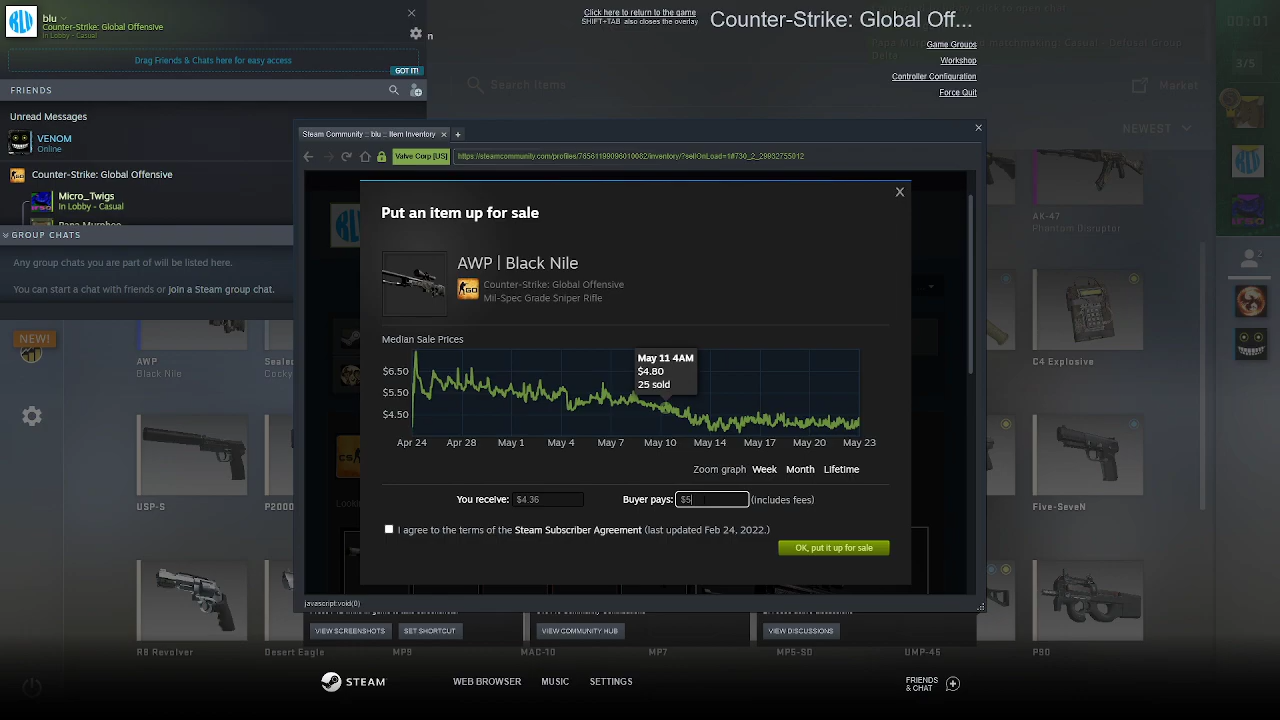 blu
Counter-Strike: Global Offensive
In Lobby - Casual
Drag Friends & Chats here for easy access
GOT IT!
FRIENDS
Unread Messages
VENOM
Online
Counter-Strike: Global Offensive
Micro_Twigs
In Lobby - Casual
GROUP CHATS
Any group chats you are part of will be listed here.
You can start a chat with friends or join a Steam group chat.
Click here to return to the game
SHIFT+TAB also closes the overlay
Counter-Strike: Global Off...
Game Groups
Workshop
Controller Configuration
Force Quit
00:01
3/5
Search Items
Market
NEWEST
Steam Community :: blu :: Item Inventory
Valve Corp [US]
Put an item up for sale
AWP | Black Nile
Counter-Strike: Global Offensive
Mil-Spec Grade Sniper Rifle
Median Sale Prices
May 11 4AM
$4.80
25 sold
$6.50
$5.50
$4.50
Apr 24 Apr 28 May 1 May 4 May 7 May 10 May 14 May 17 May 20 May 23
Zoom graph Week Month Lifetime
You receive: $4.36 Buyer pays: $5 (includes fees)
I agree to the terms of the Steam Subscriber Agreement (last updated Feb 24, 2022.)
OK, put it up for sale
javascript:void(0)
NEW!
AWP
Black Nile
Sealed
Cocky
AK-47
Phantom Disruptor
C4 Explosive
USP-S
Five-SeveN
R8 Revolver
Desert Eagle
MP9
MAC-10
MP7
MP5-SD
UMP-45
P90
VIEW SCREENSHOTS
SET SHORTCUT
VIEW COMMUNITY HUB
VIEW DISCUSSIONS
STEAM
WEB BROWSER
MUSIC
SETTINGS
FRIENDS
& CHAT